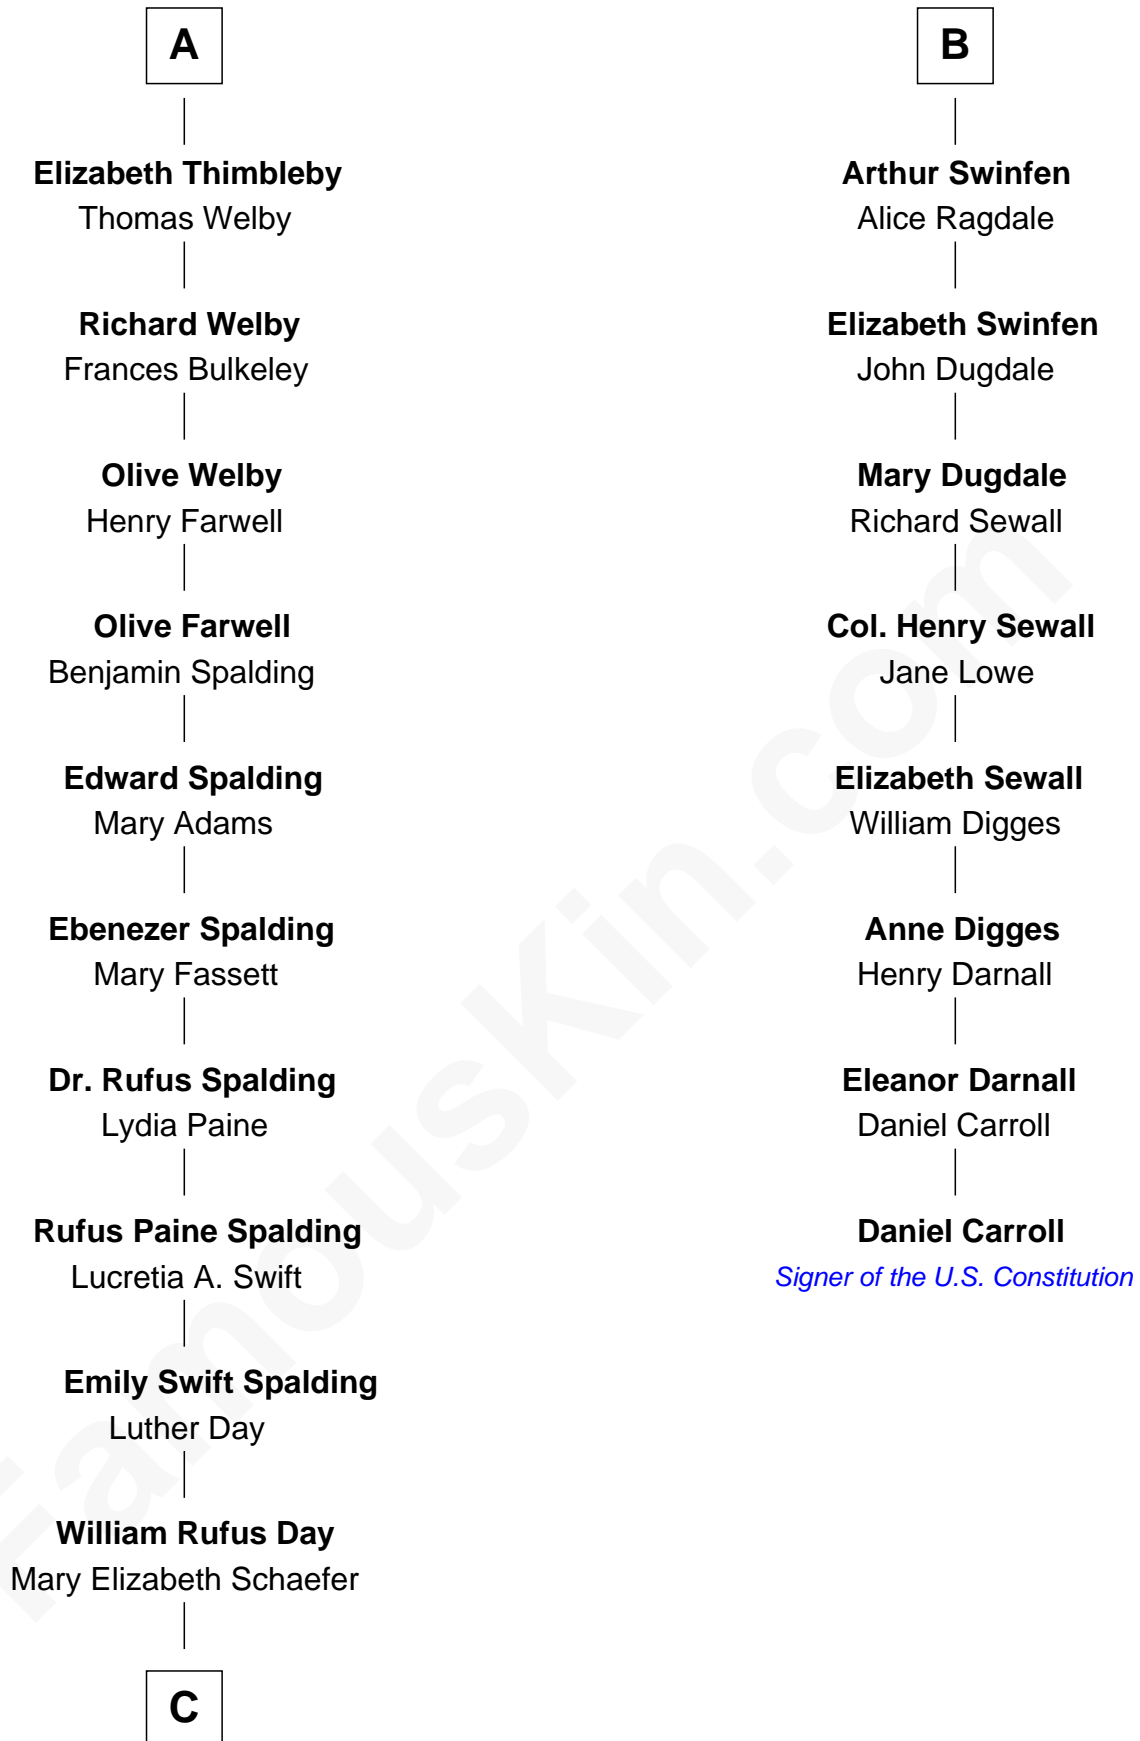 A
Elizabeth Thimbleby
Thomas Welby
Richard Welby
Frances Bulkeley
Olive Welby
Henry Farwell
Olive Farwell
Benjamin Spalding
Edward Spalding
Mary Adams
Ebenezer Spalding
Mary Fassett
Dr. Rufus Spalding
Lydia Paine
Rufus Paine Spalding
Lucretia A. Swift
Emily Swift Spalding
Luther Day
William Rufus Day
Mary Elizabeth Schaefer
C
B
Arthur Swinfen
Alice Ragdale
Elizabeth Swinfen
John Dugdale
Mary Dugdale
Richard Sewall
Col. Henry Sewall
Jane Lowe
Elizabeth Sewall
William Digges
Anne Digges
Henry Darnall
Eleanor Darnall
Daniel Carroll
Daniel Carroll
Signer of the U.S. Constitution
FamousKin.com